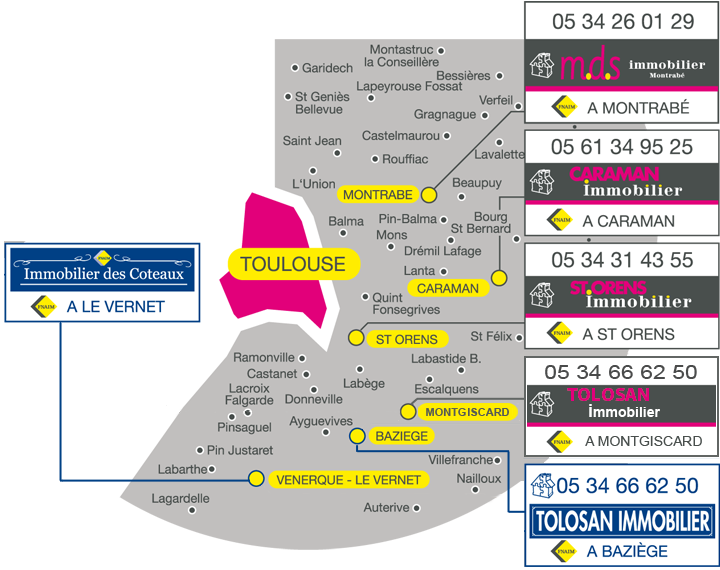 05 34 26 01 29
m.d.s immobilier
Montrabé
FNAIM A MONTRABÉ
05 61 34 95 25
CARAMAN
immobilier
FNAIM A CARAMAN
05 34 31 43 55
ST.ORENS
immobilier
FNAIM A ST ORENS
05 34 66 62 50
TOLOSAN
immobilier
FNAIM A MONTGISCARD
05 34 66 62 50
TOLOSAN IMMOBILIER
FNAIM A BAZIÈGE
FNAIM
Immobilier des Coteaux
FNAIM A LE VERNET
Montastruc
la Conseillère
Garidech
Bessières
Lapeyrouse Fossat
St Geniès
Bellevue
Verfeil
Gragnague
Castelmaurou
Saint Jean
Lavalette
Rouffiac
L'Union
MONTRABE
Beaupuy
Balma
Pin-Balma
Mons
Bourg
St Bernard
Drémil Lafage
TOULOUSE
Lanta
CARAMAN
Quint
Fonsegrives
ST ORENS
St Félix
Ramonville
Labastide B.
Castanet
Labège
Escalquens
Lacroix
Falgarde
Donneville
MONTGISCARD
Pinsaguel
Ayguevives
BAZIEGE
Pin Justaret
Labarthe
Villefranche
VENERQUE - LE VERNET
Nailloux
Lagardelle
Auterive